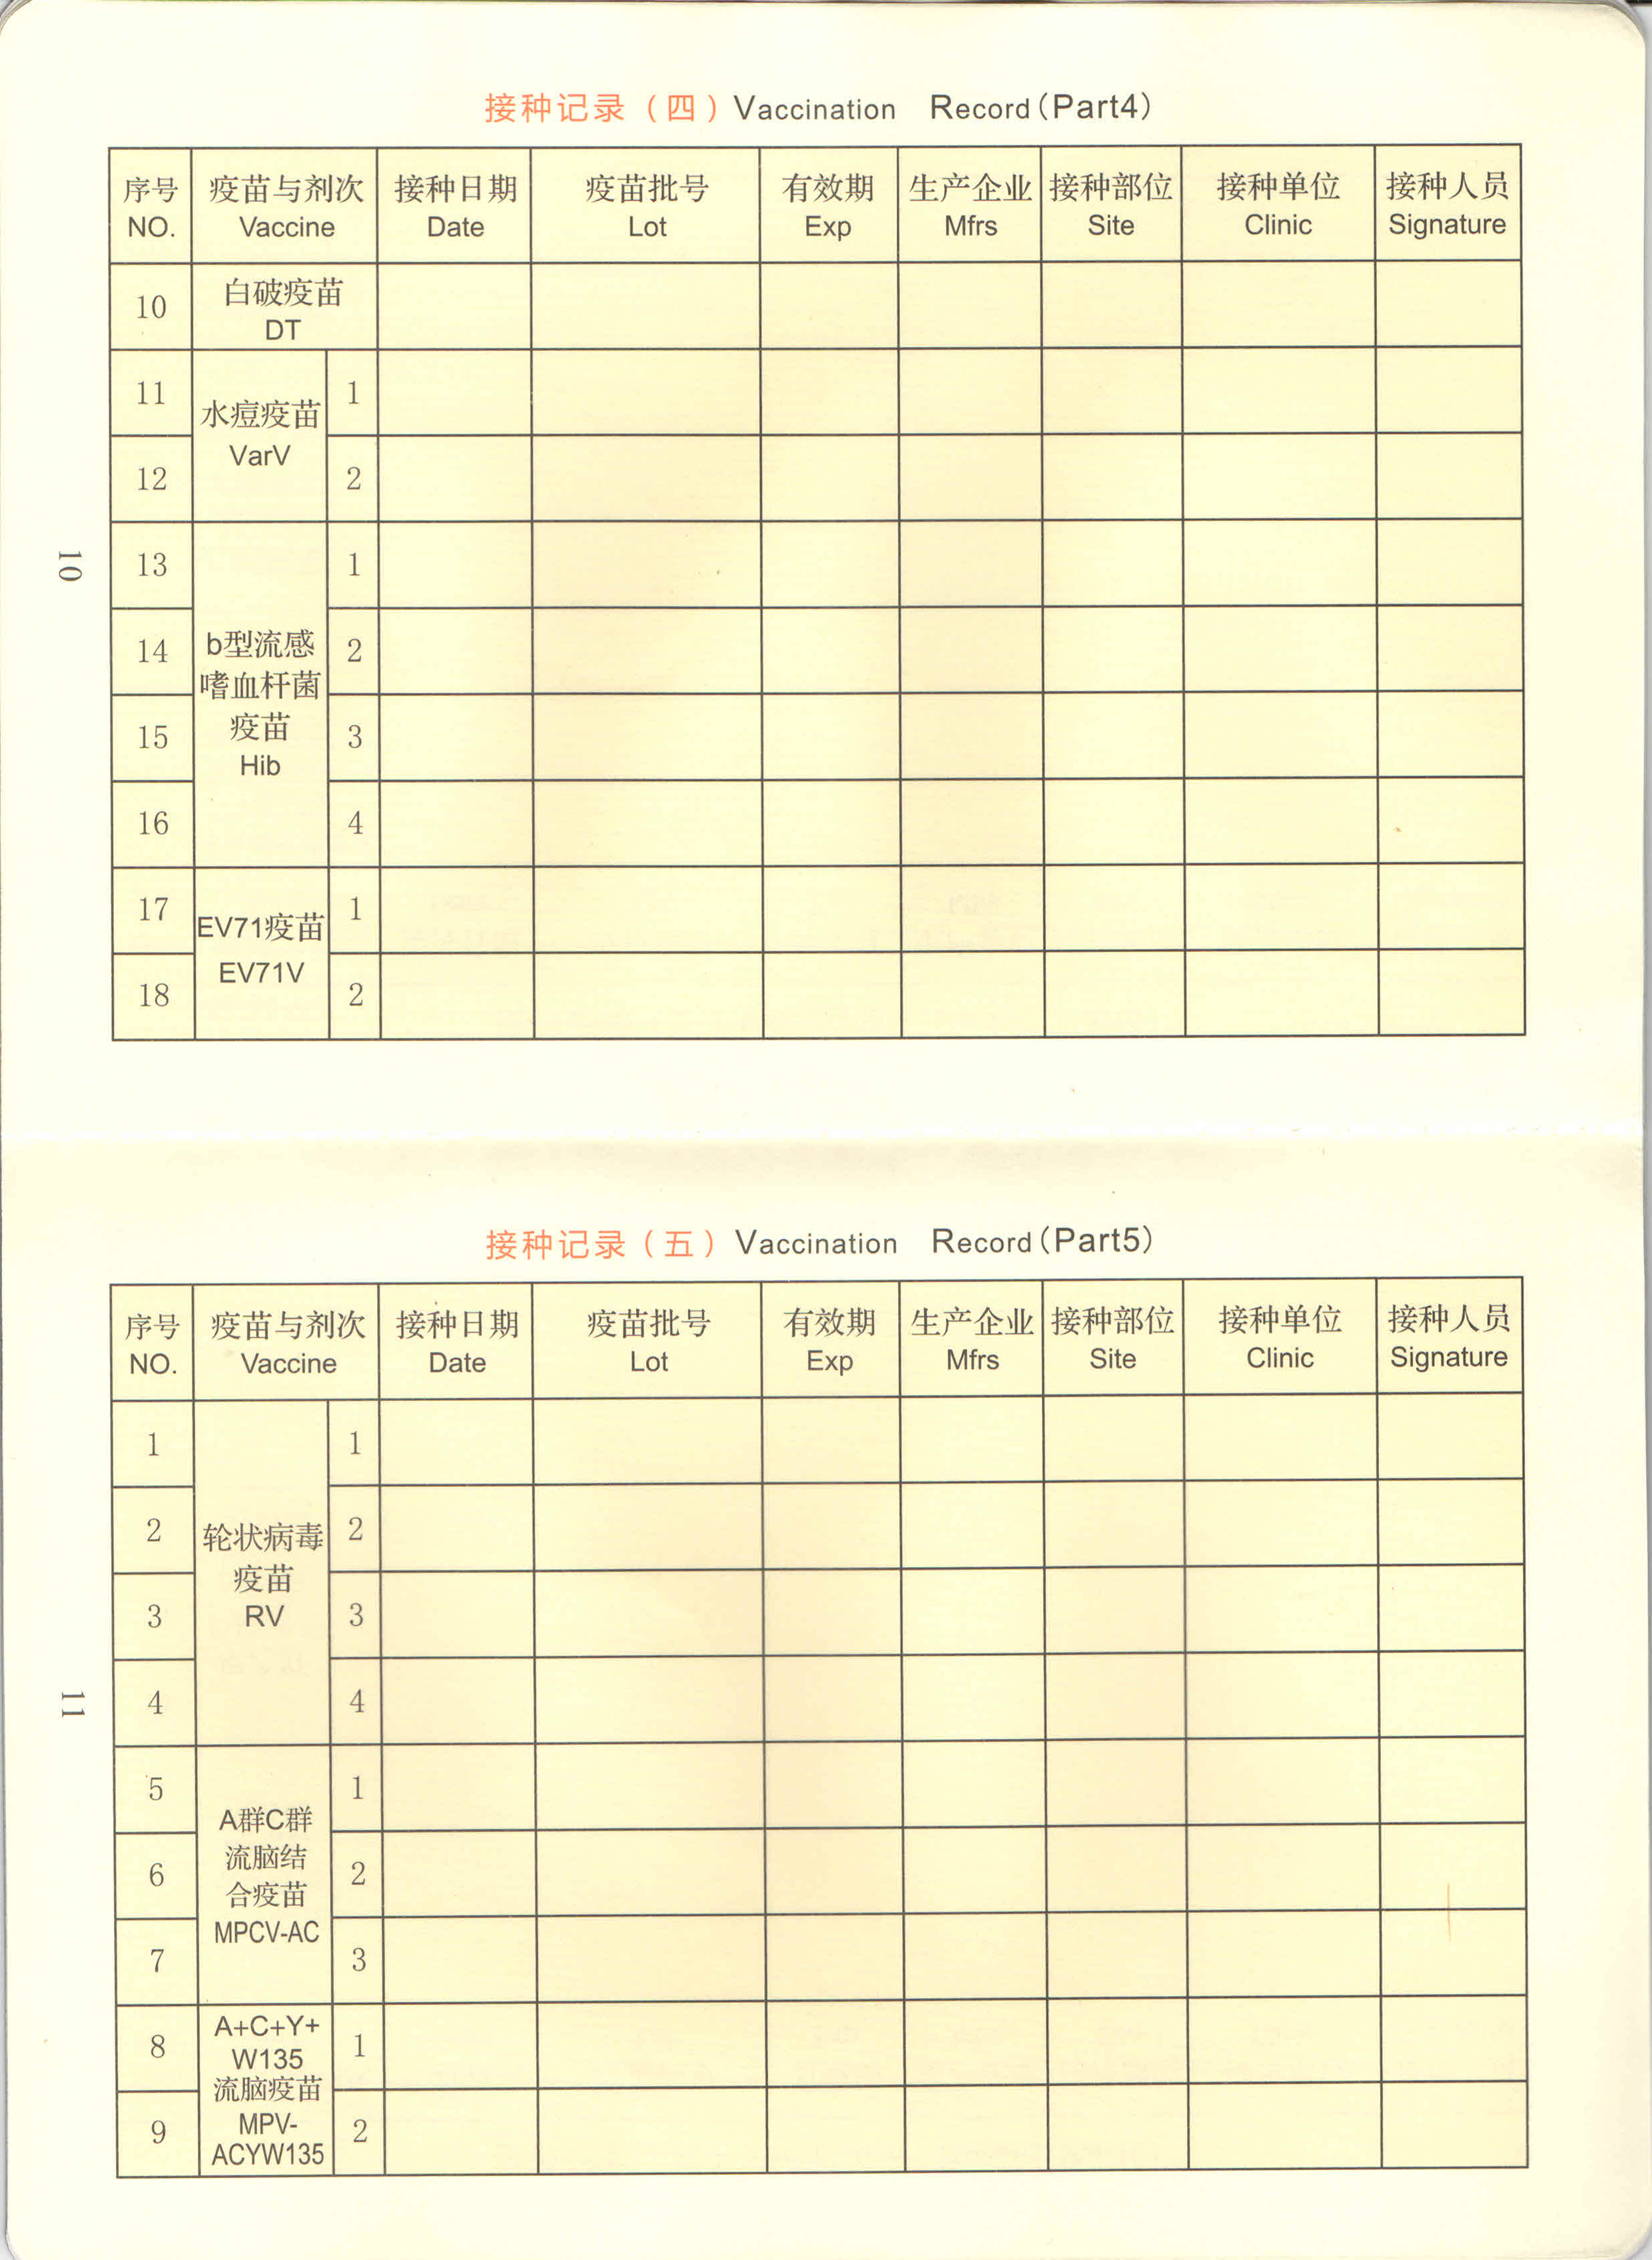 接种记录（四）Vaccination Record（Part4）
序号 疫苗与剂次 接种日期 疫苗批号 有效期 生产企业 接种部位 接种单位 接种人员
NO. Vaccine Date Lot Exp Mfrs Site Clinic Signature
10 白破疫苗
DT
11 1
水痘疫苗
VarV
12 2
13 1
14 2
b型流感
嗜血杆菌
疫苗
Hib
15 3
16 4
17 1
EV71疫苗
EV71V
18 2
10
接种记录（五）Vaccination Record（Part5）
序号 疫苗与剂次 接种日期 疫苗批号 有效期 生产企业 接种部位 接种单位 接种人员
NO. Vaccine Date Lot Exp Mfrs Site Clinic Signature
1 1
2 2
轮状病毒
疫苗
RV
3 3
4 4
5 1
A群C群
流脑结
合疫苗
MPCV-AC
6 2
7 3
8 1
A+C+Y+
W135
流脑疫苗
MPV-
ACYW135
9 2
11